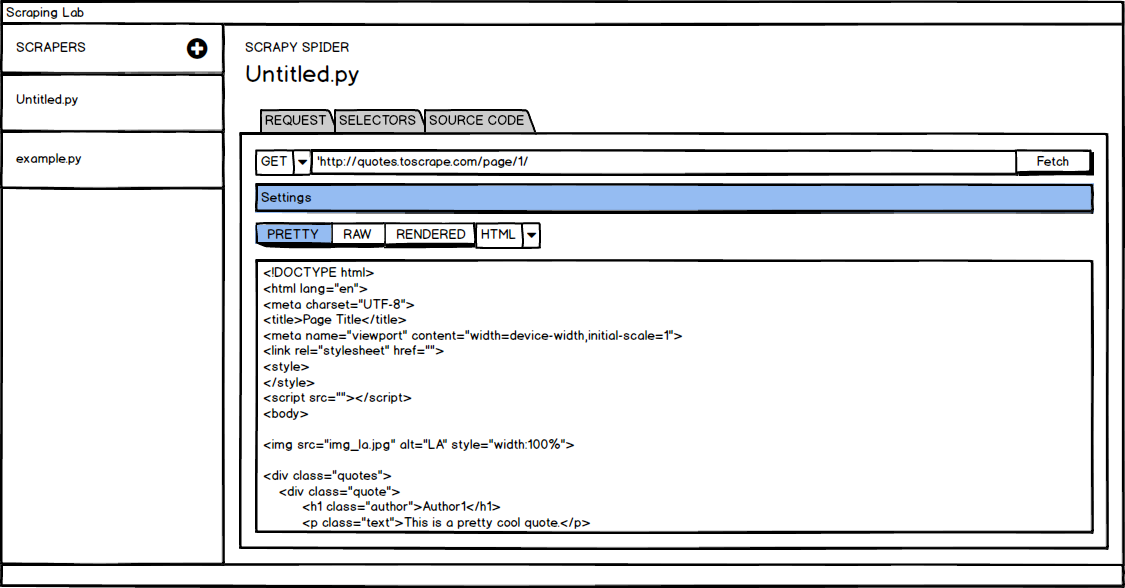 Scraping Lab
SCRAPERS
Untitled.py
example.py
SCRAPY SPIDER
Untitled.py
REQUEST SELECTORS SOURCE CODE
GET 'http://quotes.toscrape.com/page/1/ Fetch
Settings
PRETTY RAW RENDERED HTML
<!DOCTYPE html>
<html lang="en">
<meta charset="UTF-8">
<title>Page Title</title>
<meta name="viewport" content="width=device-width,initial-scale=1">
<link rel="stylesheet" href="">
<style>
</style>
<script src=""></script>
<body>
<img src="img_la.jpg" alt="LA" style="width:100%">
<div class="quotes">
<div class="quote">
<h1 class="author">Author1</h1>
<p class="text">This is a pretty cool quote.</p>